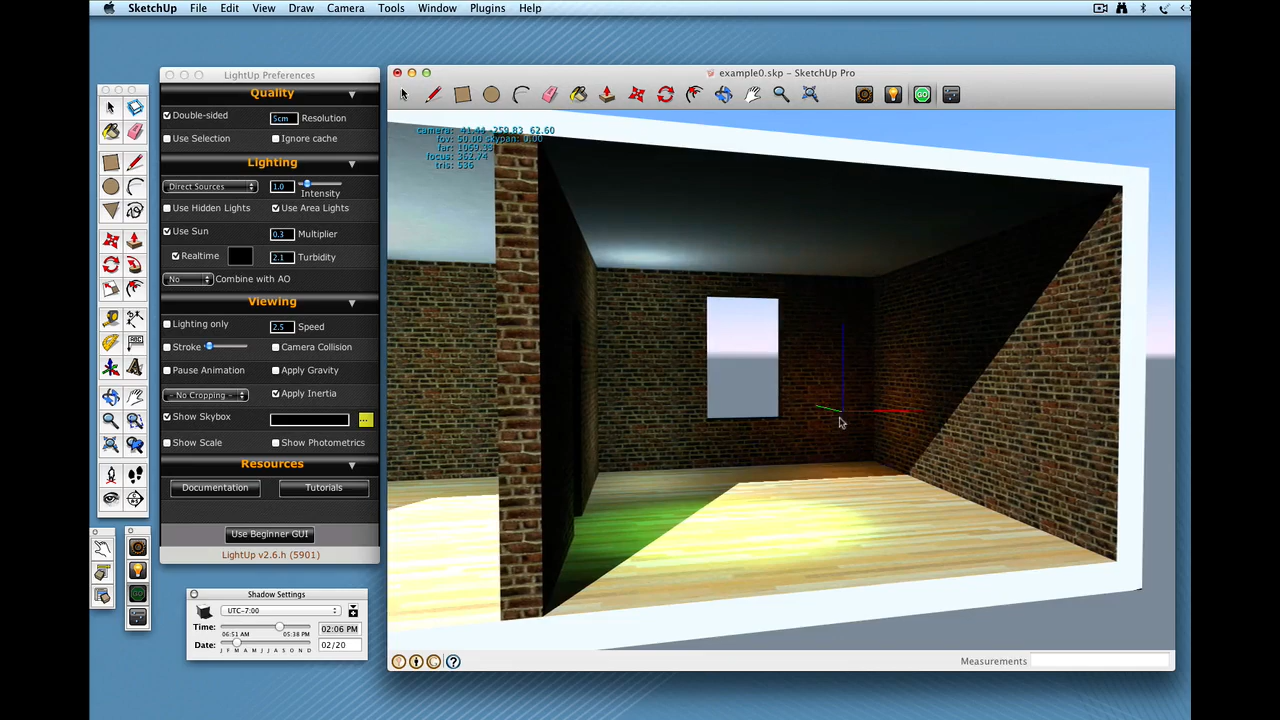 SketchUp File Edit View Draw Camera Tools Window Plugins Help
LightUp Preferences
Quality
Double-sided 5cm Resolution
Use Selection Ignore cache
Lighting
Direct Sources 1.0 Intensity
Use Hidden Lights Use Area Lights
Use Sun 0.3 Multiplier
Realtime 2.1 Turbidity
No Combine with AO
Viewing
Lighting only 2.5 Speed
Stroke Camera Collision
Pause Animation Apply Gravity
- No Cropping - Apply Inertia
Show Skybox ...
Show Scale Show Photometrics
Resources
Documentation Tutorials
Use Beginner GUI
LightUp v2.6.h (5901)
Shadow Settings
UTC-7:00
Time: 02:06 PM
06:51 AM 05:38 PM
Date: 02/20
J F M A M J J A S O N D
example0.skp – SketchUp Pro
GO
fov: 50.00 skypan: 0.00
focus: 352.74
tris: 536
ABC
GO
Measurements